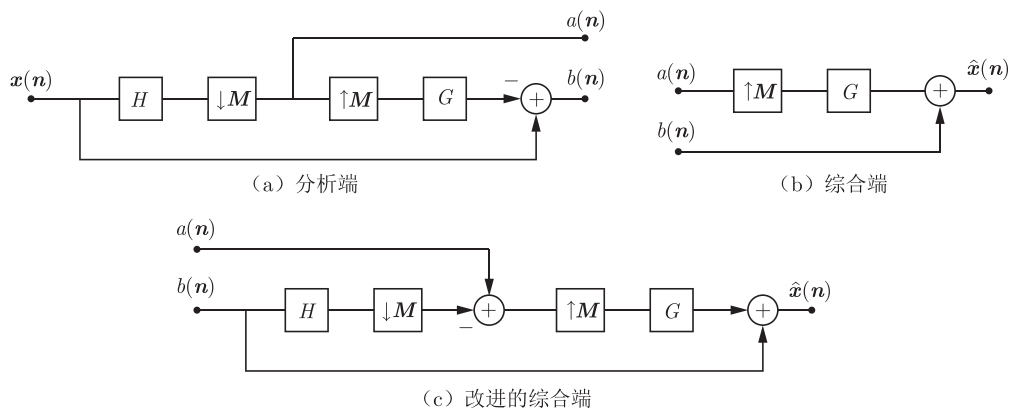 a(n)
x(n)
b(n)
H
↓M
↑M
G
−
+
(a) 分析端
a(n)
b(n)
↑M
G
+
x̂(n)
(b) 综合端
a(n)
b(n)
H
↓M
−
+
↑M
G
+
x̂(n)
(c) 改进的综合端